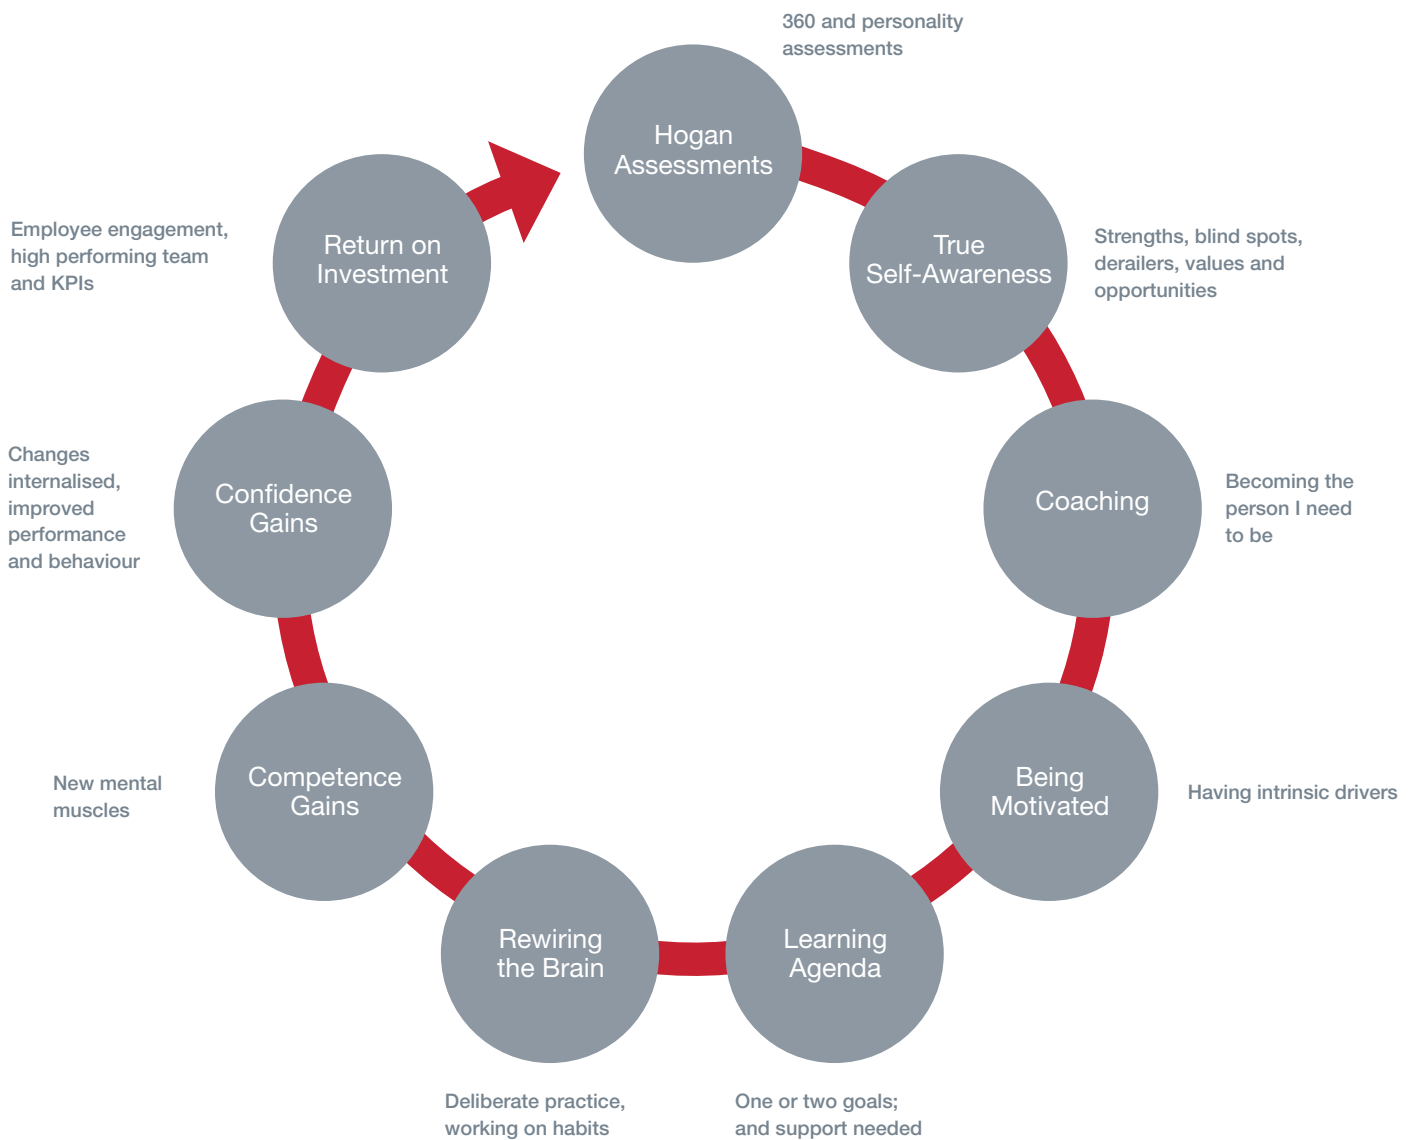 360 and personality
assessments
Hogan
Assessments
True
Self-Awareness
Strengths, blind spots,
derailers, values and
opportunities
Coaching
Becoming the
person I need
to be
Being
Motivated
Having intrinsic drivers
Learning
Agenda
One or two goals;
and support needed
Rewiring
the Brain
Deliberate practice,
working on habits
Competence
Gains
New mental
muscles
Confidence
Gains
Changes
internalised,
improved
performance
and behaviour
Return on
Investment
Employee engagement,
high performing team
and KPIs